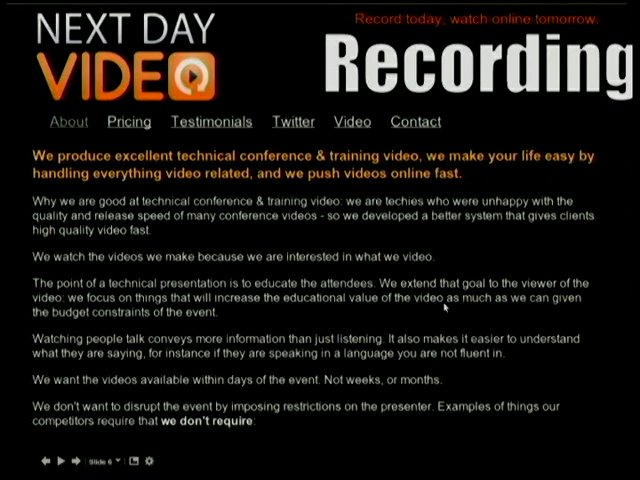 NEXT DAY
VIDEO
Record today, watch online tomorrow.
Recording
About Pricing Testimonials Twitter Video Contact
We produce excellent technical conference & training video, we make your life easy by
handling everything video related, and we push videos online fast.
Why we are good at technical conference & training video: we are techies who were unhappy with the
quality and release speed of many conference videos - so we developed a better system that gives clients
high quality video fast.
We watch the videos we make because we are interested in what we video.
The point of a technical presentation is to educate the attendees. We extend that goal to the viewer of the
video: we focus on things that will increase the educational value of the video as much as we can given
the budget constraints of the event.
Watching people talk conveys more information than just listening. It also makes it easier to understand
what they are saying, for instance if they are speaking in a language you are not fluent in.
We want the videos available within days of the event. Not weeks, or months.
We don't want to disrupt the event by imposing restrictions on the presenter. Examples of things our
competitors require that we don't require:
Slide 6